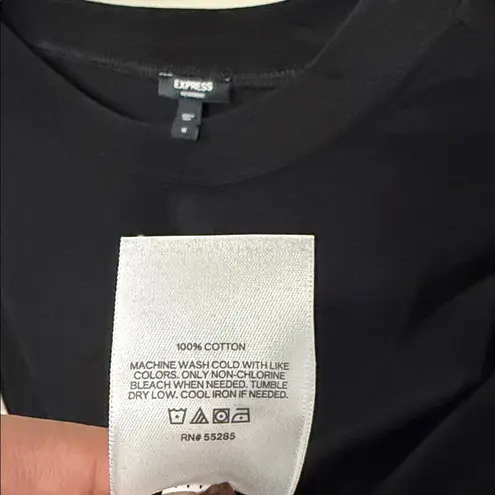 EXPRESS
100% COTTON
MACHINE WASH COLD WITH LIKE
COLORS. ONLY NON-CHLORINE
BLEACH WHEN NEEDED. TUMBLE
DRY LOW. COOL IRON IF NEEDED.
RN# 55285